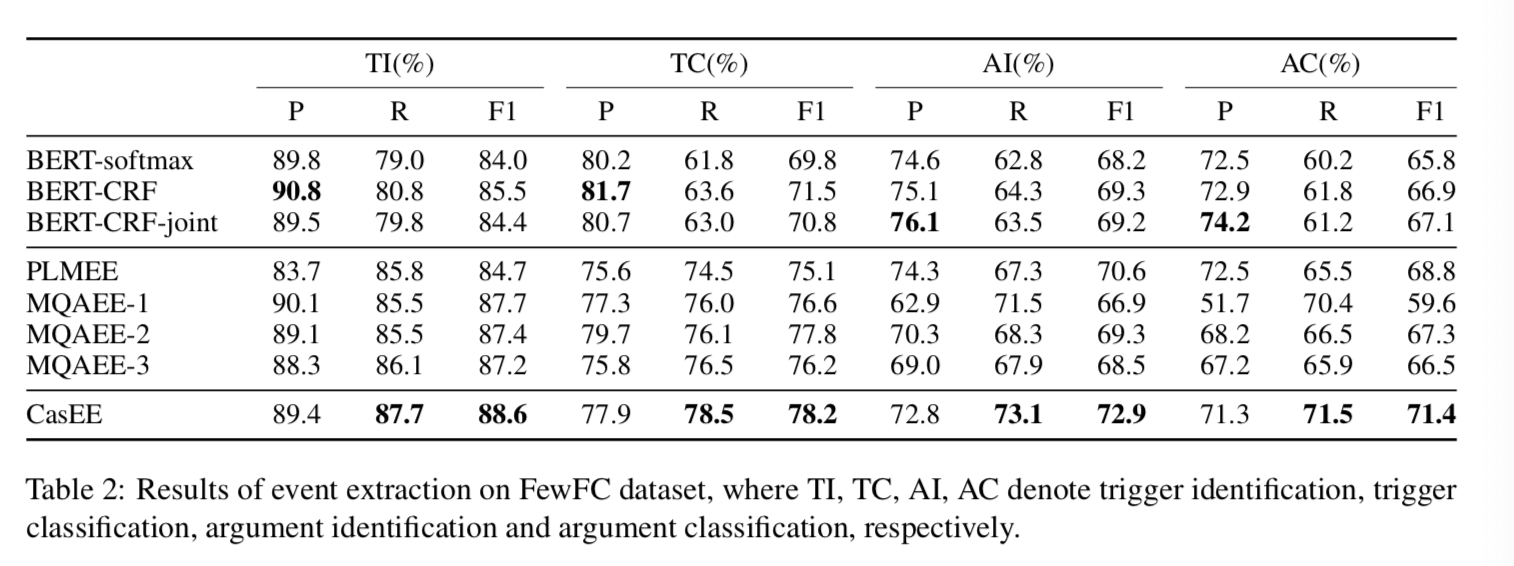 TI(%) TC(%) AI(%) AC(%)
P R F1 P R F1 P R F1 P R F1
BERT-softmax 89.8 79.0 84.0 80.2 61.8 69.8 74.6 62.8 68.2 72.5 60.2 65.8
BERT-CRF 90.8 80.8 85.5 81.7 63.6 71.5 75.1 64.3 69.3 72.9 61.8 66.9
BERT-CRF-joint 89.5 79.8 84.4 80.7 63.0 70.8 76.1 63.5 69.2 74.2 61.2 67.1
PLMEE 83.7 85.8 84.7 75.6 74.5 75.1 74.3 67.3 70.6 72.5 65.5 68.8
MQAEE-1 90.1 85.5 87.7 77.3 76.0 76.6 62.9 71.5 66.9 51.7 70.4 59.6
MQAEE-2 89.1 85.5 87.4 79.7 76.1 77.8 70.3 68.3 69.3 68.2 66.5 67.3
MQAEE-3 88.3 86.1 87.2 75.8 76.5 76.2 69.0 67.9 68.5 67.2 65.9 66.5
CasEE 89.4 87.7 88.6 77.9 78.5 78.2 72.8 73.1 72.9 71.3 71.5 71.4
Table 2: Results of event extraction on FewFC dataset, where TI, TC, AI, AC denote trigger identification, trigger
classification, argument identification and argument classification, respectively.